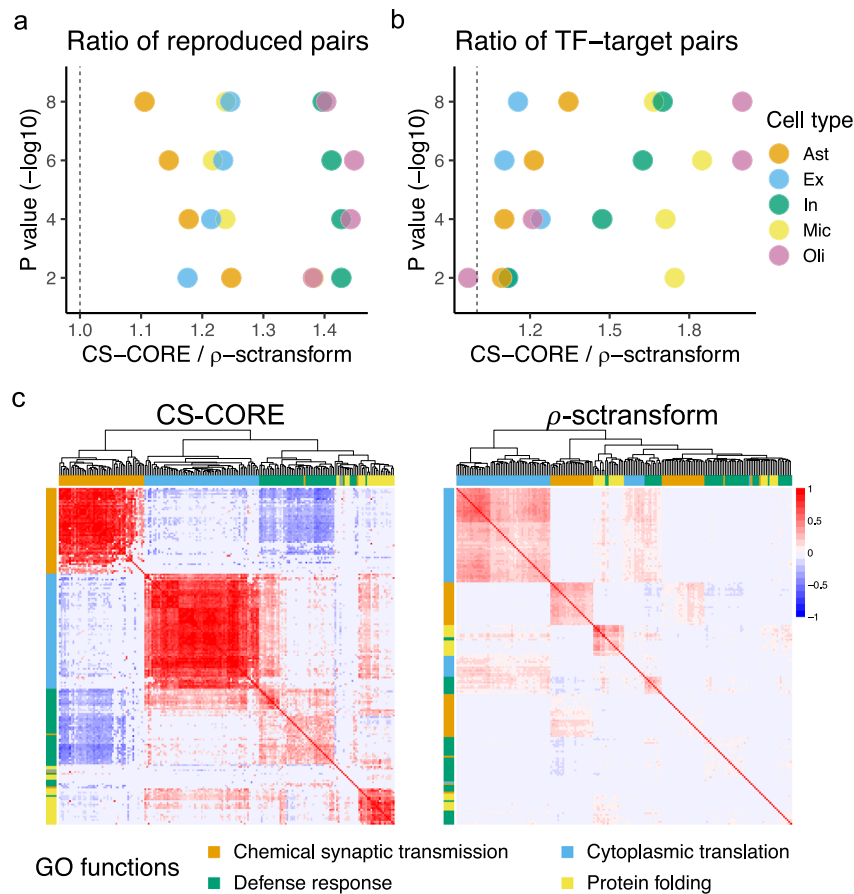 a
b
Ratio of reproduced pairs
Ratio of TF−target pairs
P value (−log10)
8
6
4
2
1.0 1.1 1.2 1.3 1.4
CS−CORE / ρ−sctransform
P value (−log10)
8
6
4
2
1.2 1.5 1.8
CS−CORE / ρ−sctransform
Cell type
Ast
Ex
In
Mic
Oli
c
CS−CORE
ρ−sctransform
1
0.5
0
−0.5
−1
GO functions
Chemical synaptic transmission
Cytoplasmic translation
Defense response
Protein folding